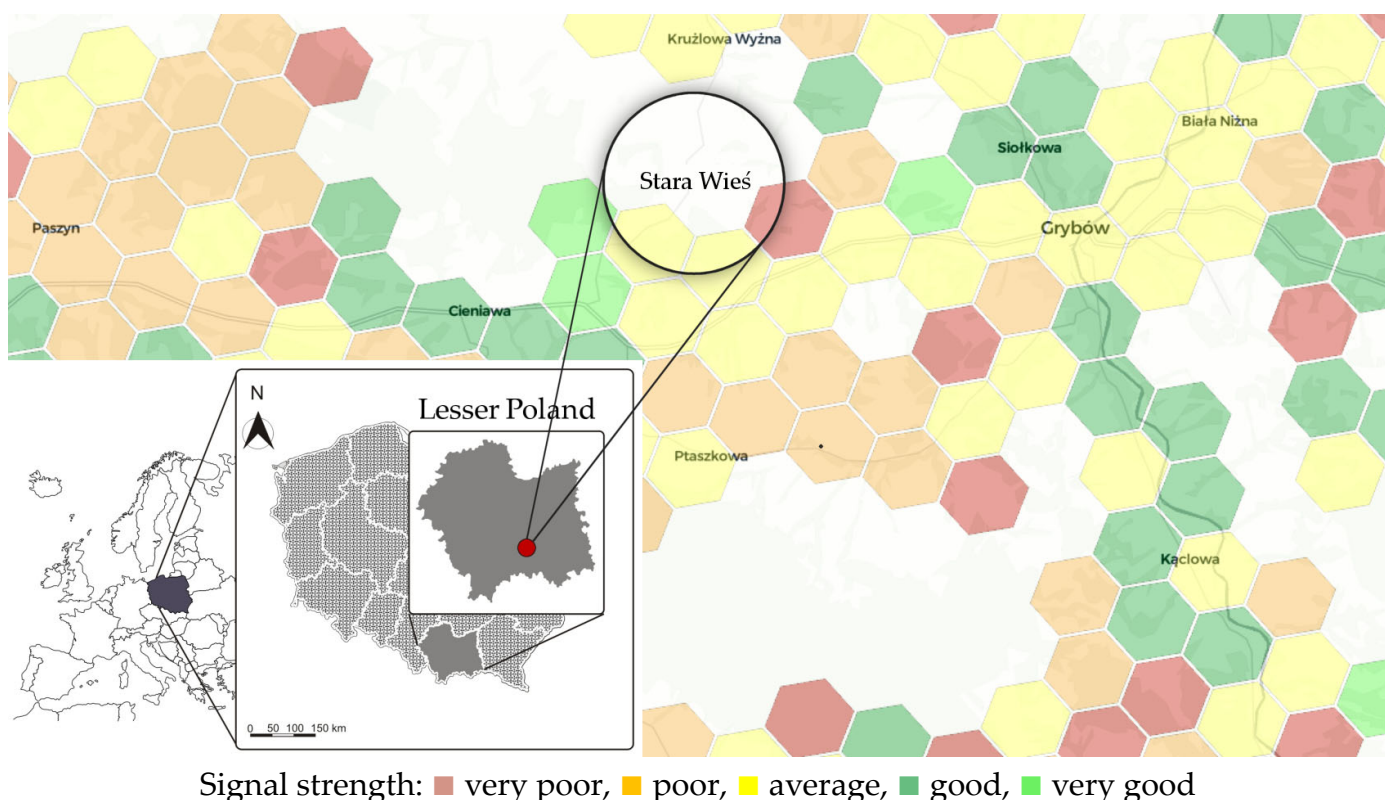 Krużlowa Wyżna
Biała Niżna
Siołkowa
Stara Wieś
Paszyn
Grybów
Cieniawa
N
Lesser Poland
Ptaszkowa
Kąclowa
0 50 100 150 km
Signal strength: very poor, poor, average, good, very good